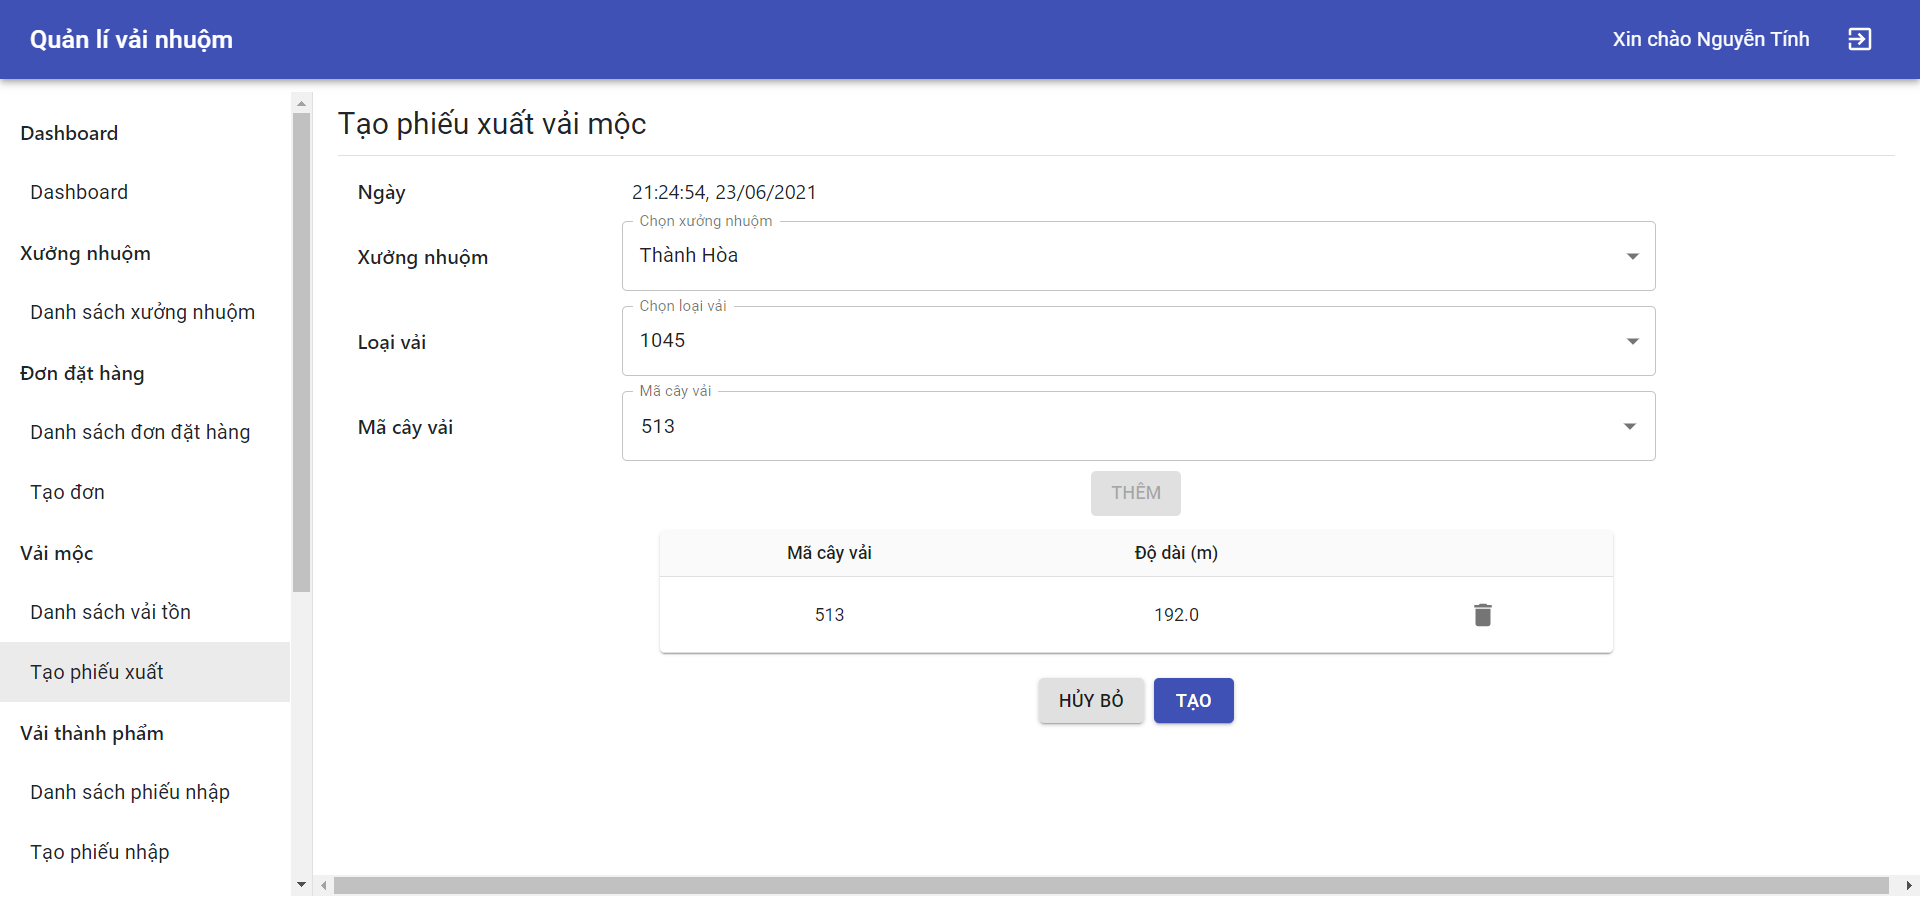 Quản lí vải nhuộm
Xin chào Nguyễn Tính
Dashboard
Dashboard
Xưởng nhuộm
Danh sách xưởng nhuộm
Đơn đặt hàng
Danh sách đơn đặt hàng
Tạo đơn
Vải mộc
Danh sách vải tồn
Tạo phiếu xuất
Vải thành phẩm
Danh sách phiếu nhập
Tạo phiếu nhập
Tạo phiếu xuất vải mộc
Ngày
21:24:54, 23/06/2021
Xưởng nhuộm
Chọn xưởng nhuộm
Thành Hòa
Loại vải
Chọn loại vải
1045
Mã cây vải
Mã cây vải
513
THÊM
Mã cây vải Độ dài (m)
513 192.0
HỦY BỎ TẠO